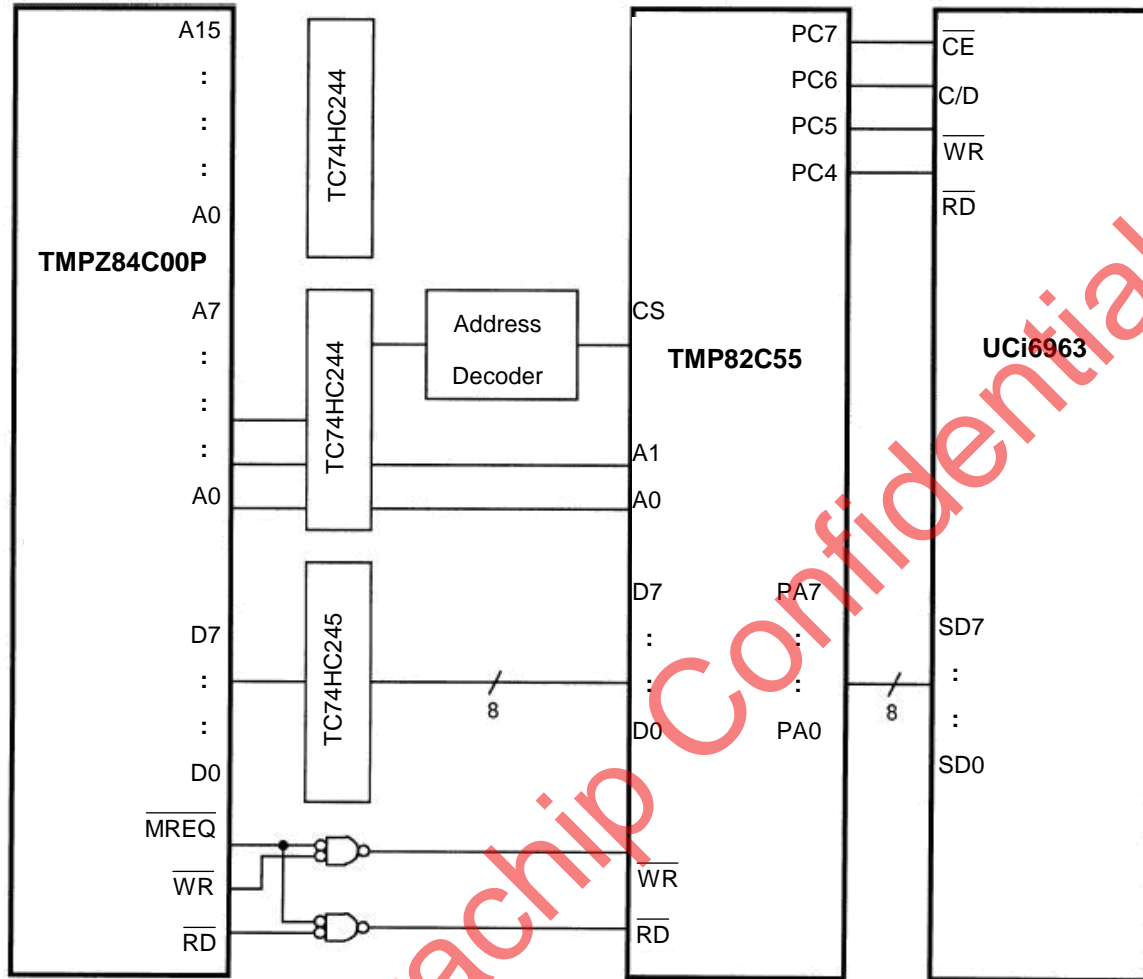 A15
:
:
:
A0
TMPZ84C00P
A7
:
:
:
A0
D7
:
:
D0
MREQ
WR
RD
TC74HC244
TC74HC244
TC74HC245
Address
Decoder
8
CS
TMP82C55
A1
A0
D7
:
:
D0
WR
RD
PC7
PC6
PC5
PC4
PA7
:
:
PA0
8
CE
C/D
WR
RD
UCi6963
SD7
:
:
SD0
achip Confidential